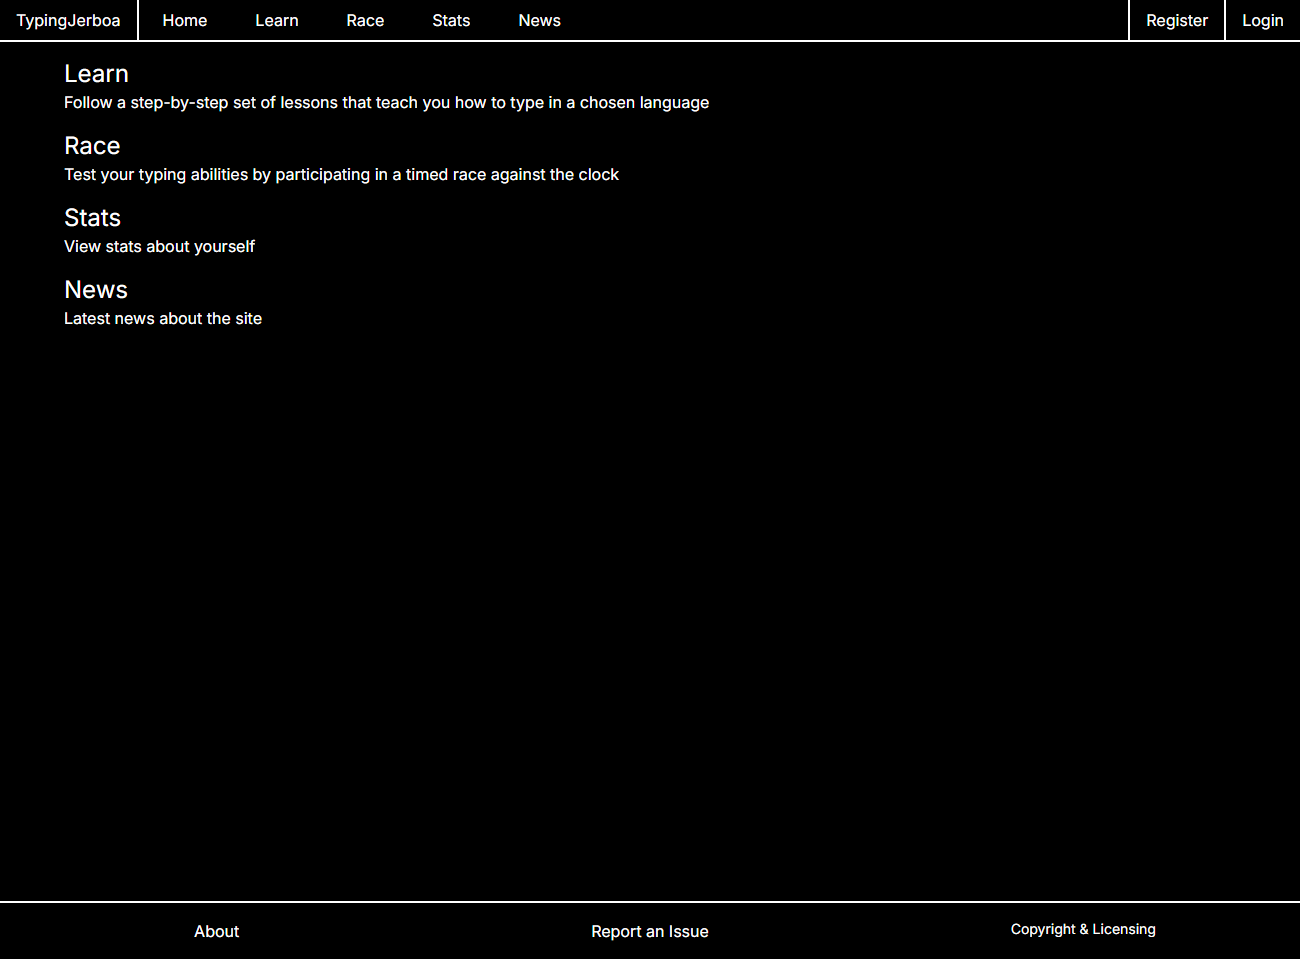 TypingJerboa Home Learn Race Stats News Register Login
Learn
Follow a step-by-step set of lessons that teach you how to type in a chosen language
Race
Test your typing abilities by participating in a timed race against the clock
Stats
View stats about yourself
News
Latest news about the site
About Report an Issue Copyright & Licensing